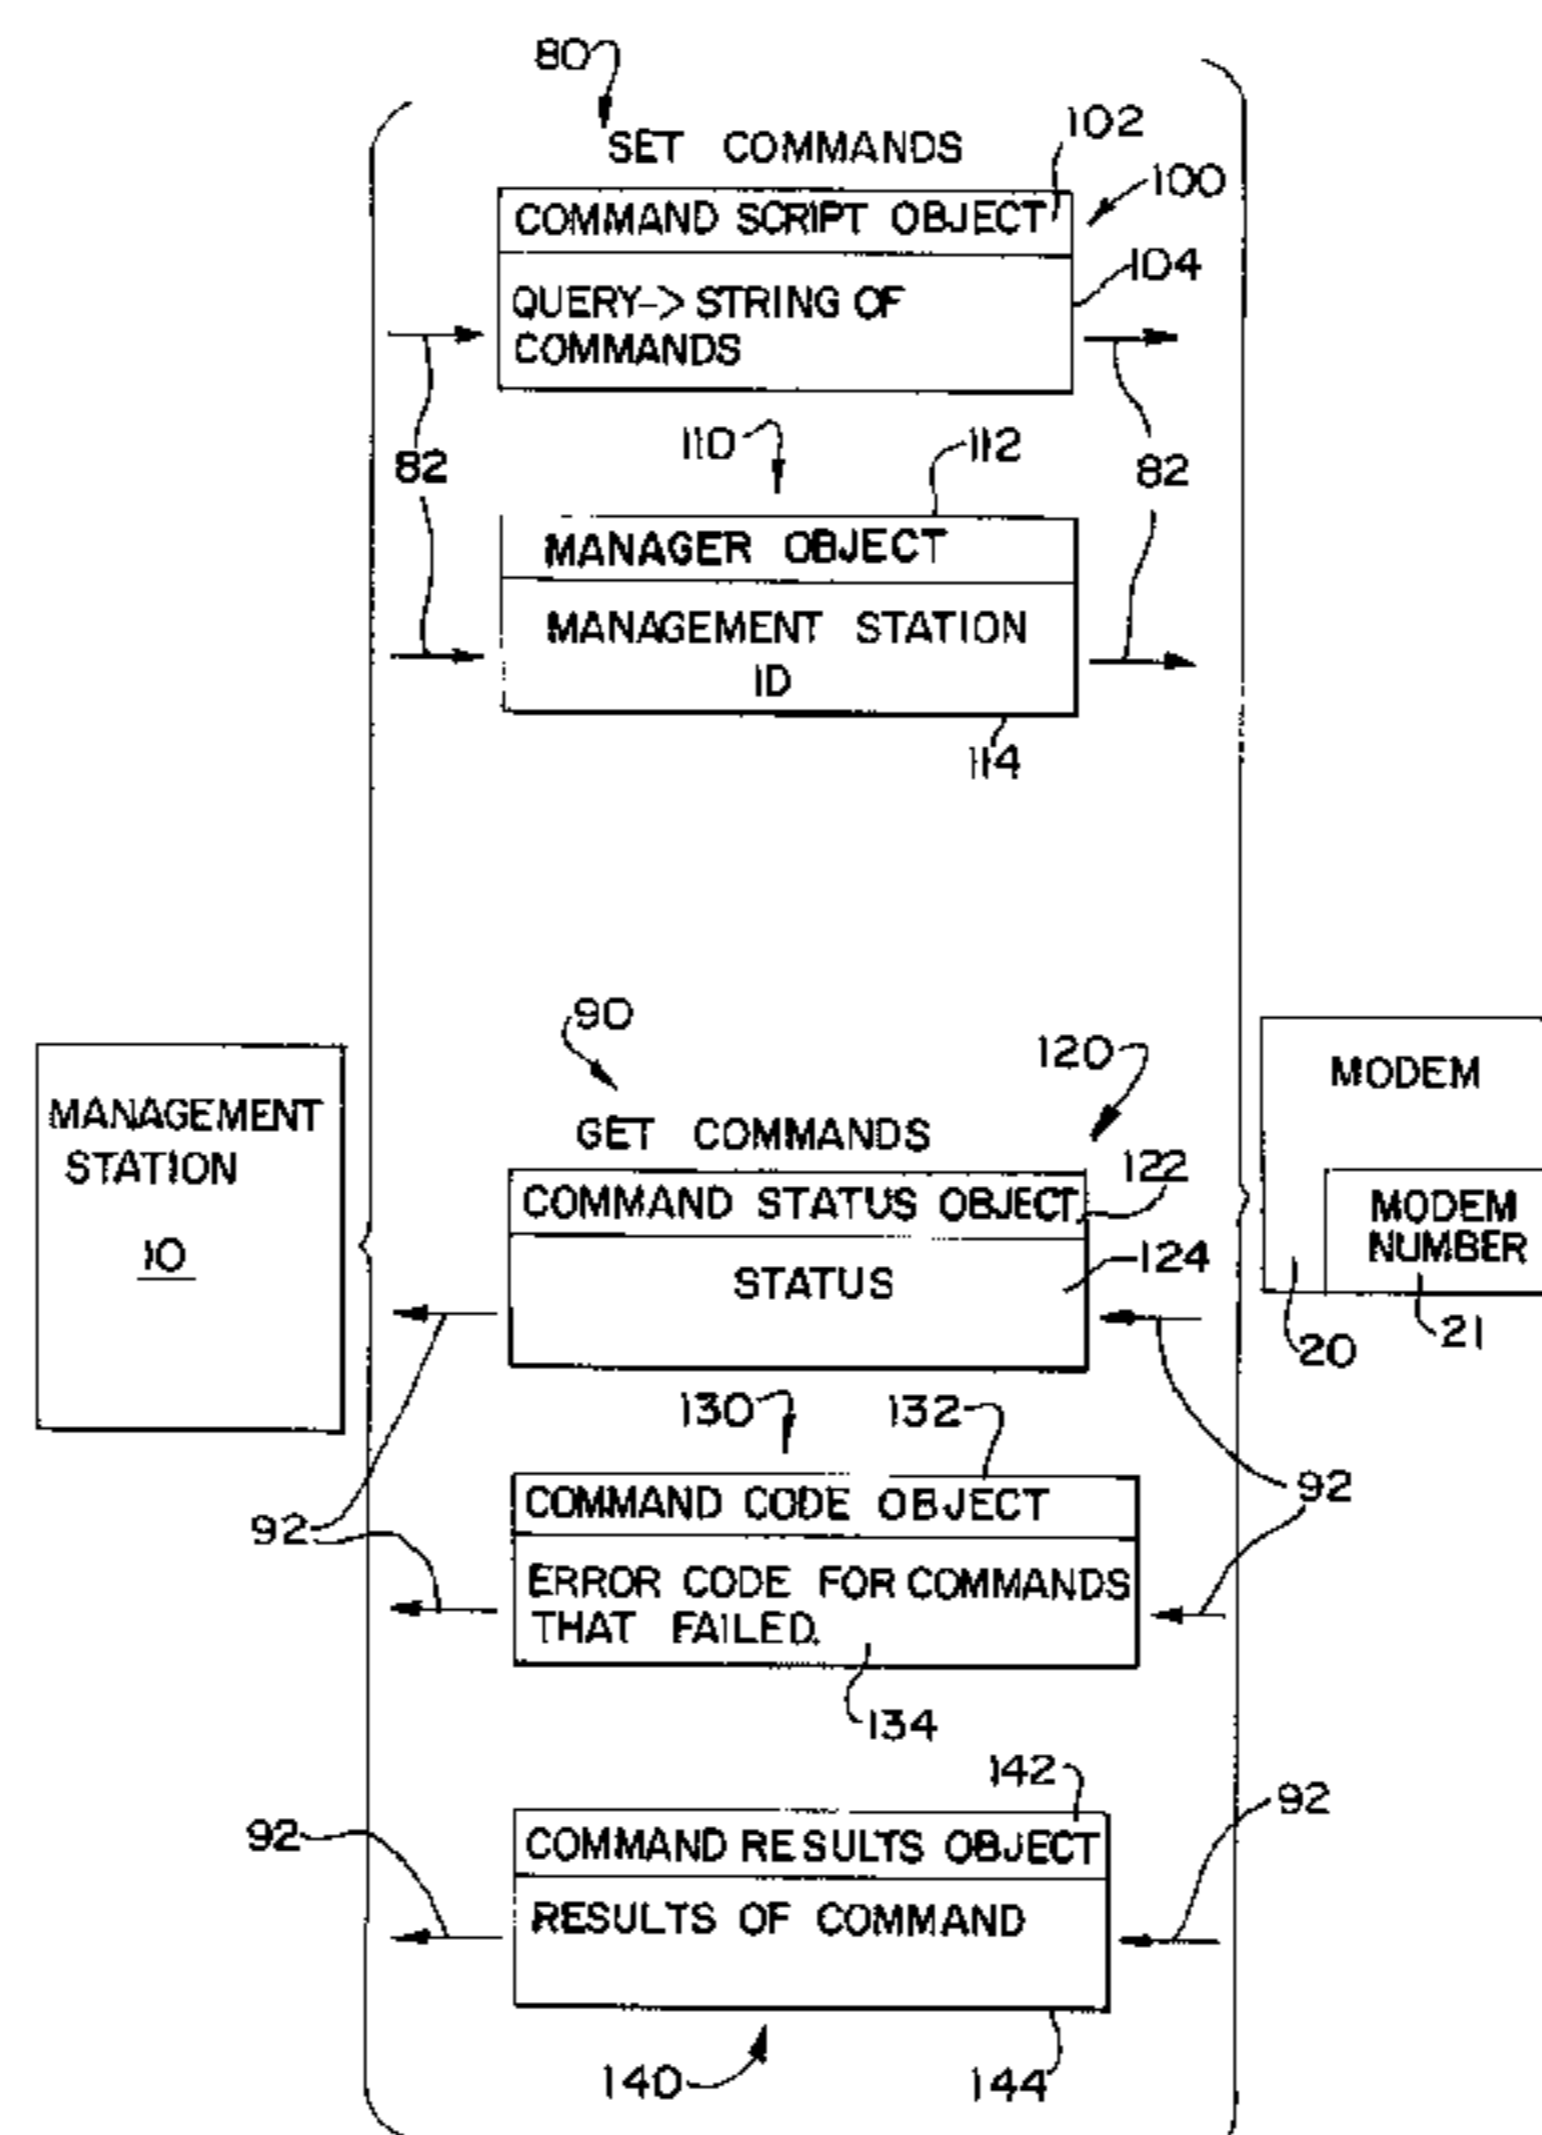 80
SET COMMANDS
102
100
COMMAND SCRIPT OBJECT
104
QUERY-> STRING OF
COMMANDS
82
82
110
112
MANAGER OBJECT
MANAGEMENT STATION
ID
114
90
120
GET COMMANDS
122
COMMAND STATUS OBJECT
STATUS
124
MANAGEMENT
STATION
10
MODEM
MODEM
NUMBER
20
21
130
132
92
92
COMMAND CODE OBJECT
ERROR CODE FOR COMMANDS
THAT FAILED.
134
142
92
92
COMMAND RESULTS OBJECT
RESULTS OF COMMAND
140
144